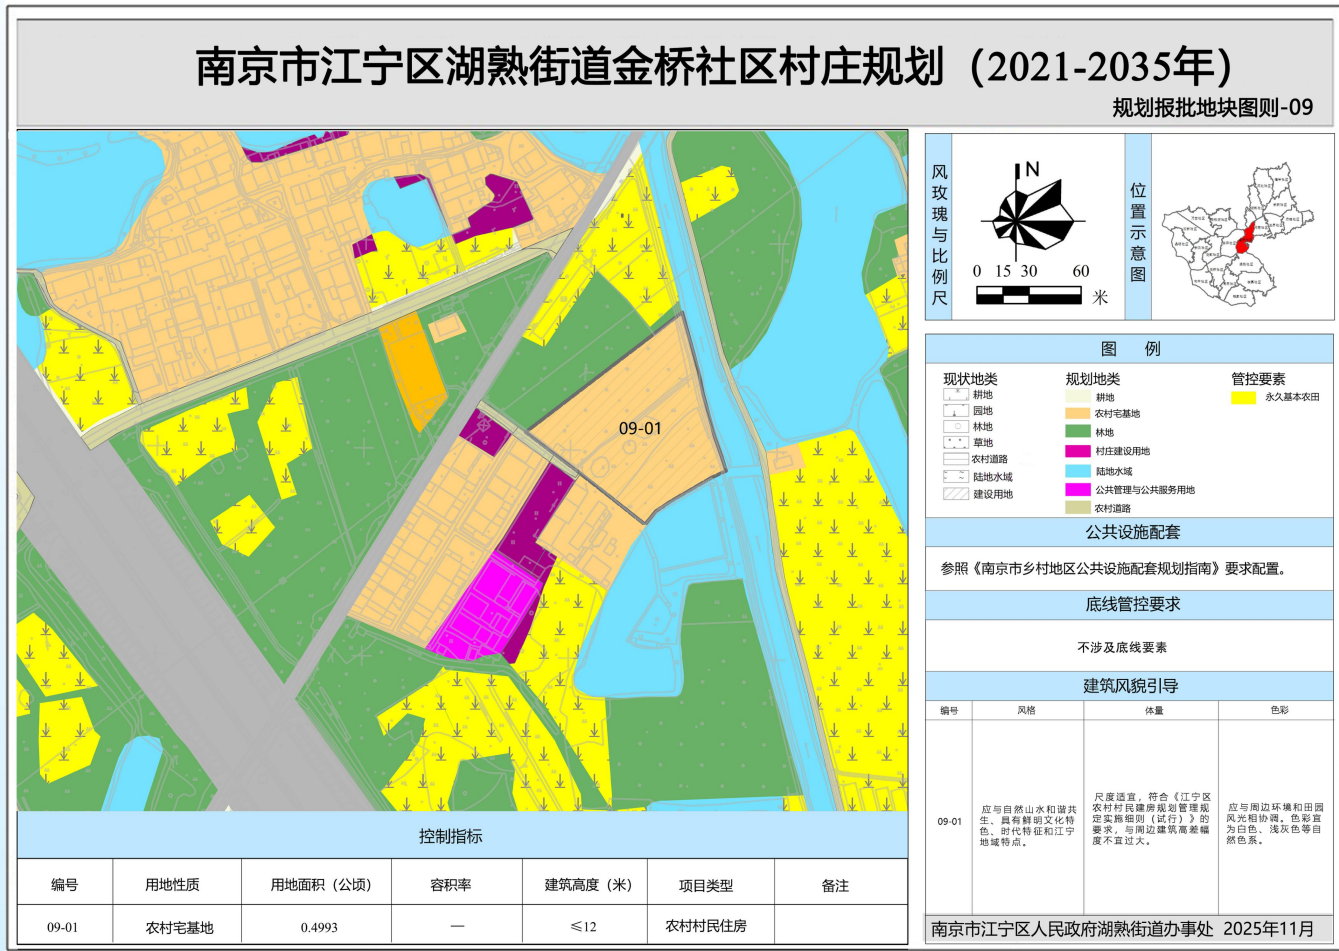 南京市江宁区湖熟街道金桥社区村庄规划（2021-2035年）
规划报批地块图则-09
09-01
风玫瑰与比例尺
N
0 15 30 60
米
位置示意图
图 例
现状地类
耕地
园地
林地
草地
农村道路
陆地水域
建设用地
规划地类
耕地
农村宅基地
林地
村庄建设用地
陆地水域
公共管理与公共服务用地
农村道路
管控要素
永久基本农田
公共设施配套
参照《南京市乡村地区公共设施配套规划指南》要求配置。
底线管控要求
不涉及底线要素
建筑风貌引导
编号 风格 体量 色彩
09-01
应与自然山水和谐共
生、具有鲜明文化特
色、时代特征和江宁
地域特点。
尺度适宜，符合《江宁区
农村村民建房规划管理规
定实施细则（试行）》的
要求，与周边建筑高差幅
度不宜过大。
应与周边环境和田园
风光相协调。色彩宜
为白色、浅灰色等自
然色系。
控制指标
编号 用地性质 用地面积（公顷） 容积率 建筑高度（米） 项目类型 备注
09-01 农村宅基地 0.4993 — ≤12 农村村民住房
南京市江宁区人民政府湖熟街道办事处 2025年11月